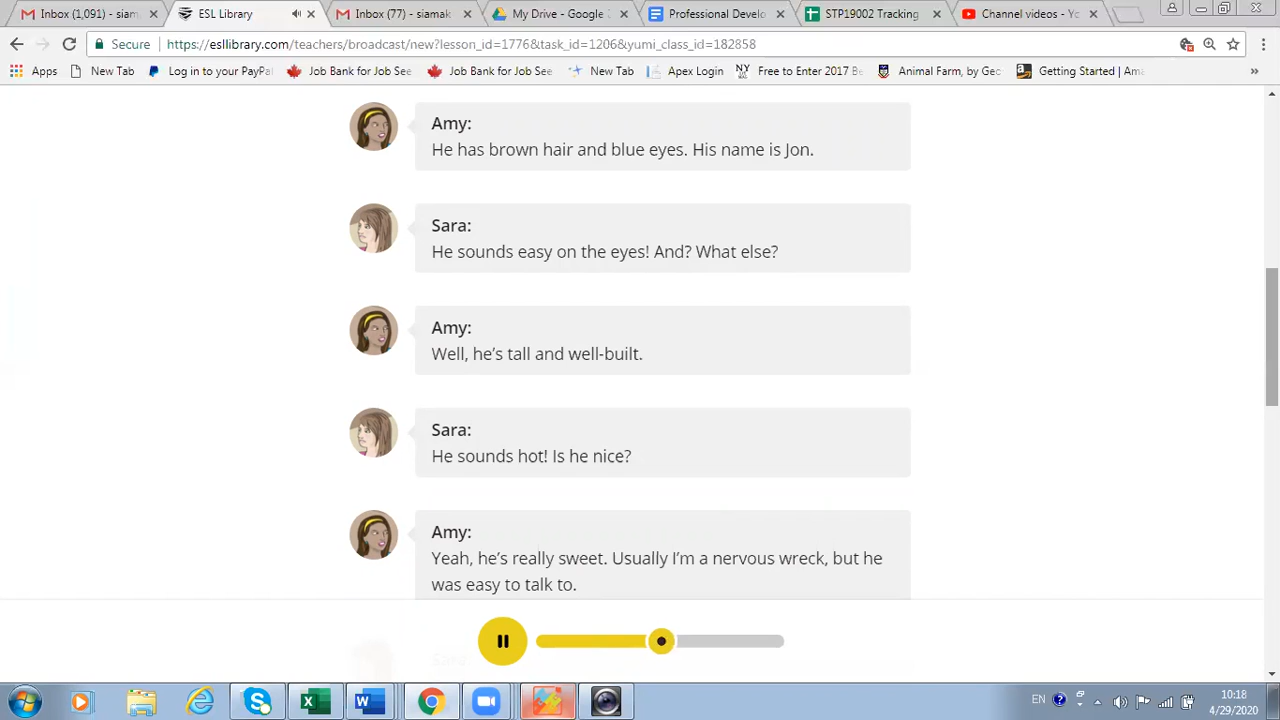 Inbox (1,091) - siam
ESL Library
Inbox (77) - siamak
My Drive - Google
Professional Develo
STP19002 Tracking
Channel videos - Yo
Secure
https://esllibrary.com/teachers/broadcast/new?lesson_id=1776&task_id=1206&yumi_class_id=182858
Apps
New Tab
Log in to your PayPal
Job Bank for Job See
Job Bank for Job See
New Tab
Apex Login
NY
Free to Enter 2017 Be
Animal Farm, by Geo
Getting Started | Ama
»
Amy:
He has brown hair and blue eyes. His name is Jon.
Sara:
He sounds easy on the eyes! And? What else?
Amy:
Well, he’s tall and well-built.
Sara:
He sounds hot! Is he nice?
Amy:
Yeah, he’s really sweet. Usually I’m a nervous wreck, but he
was easy to talk to.
Sara
EN
10:18
4/29/2020